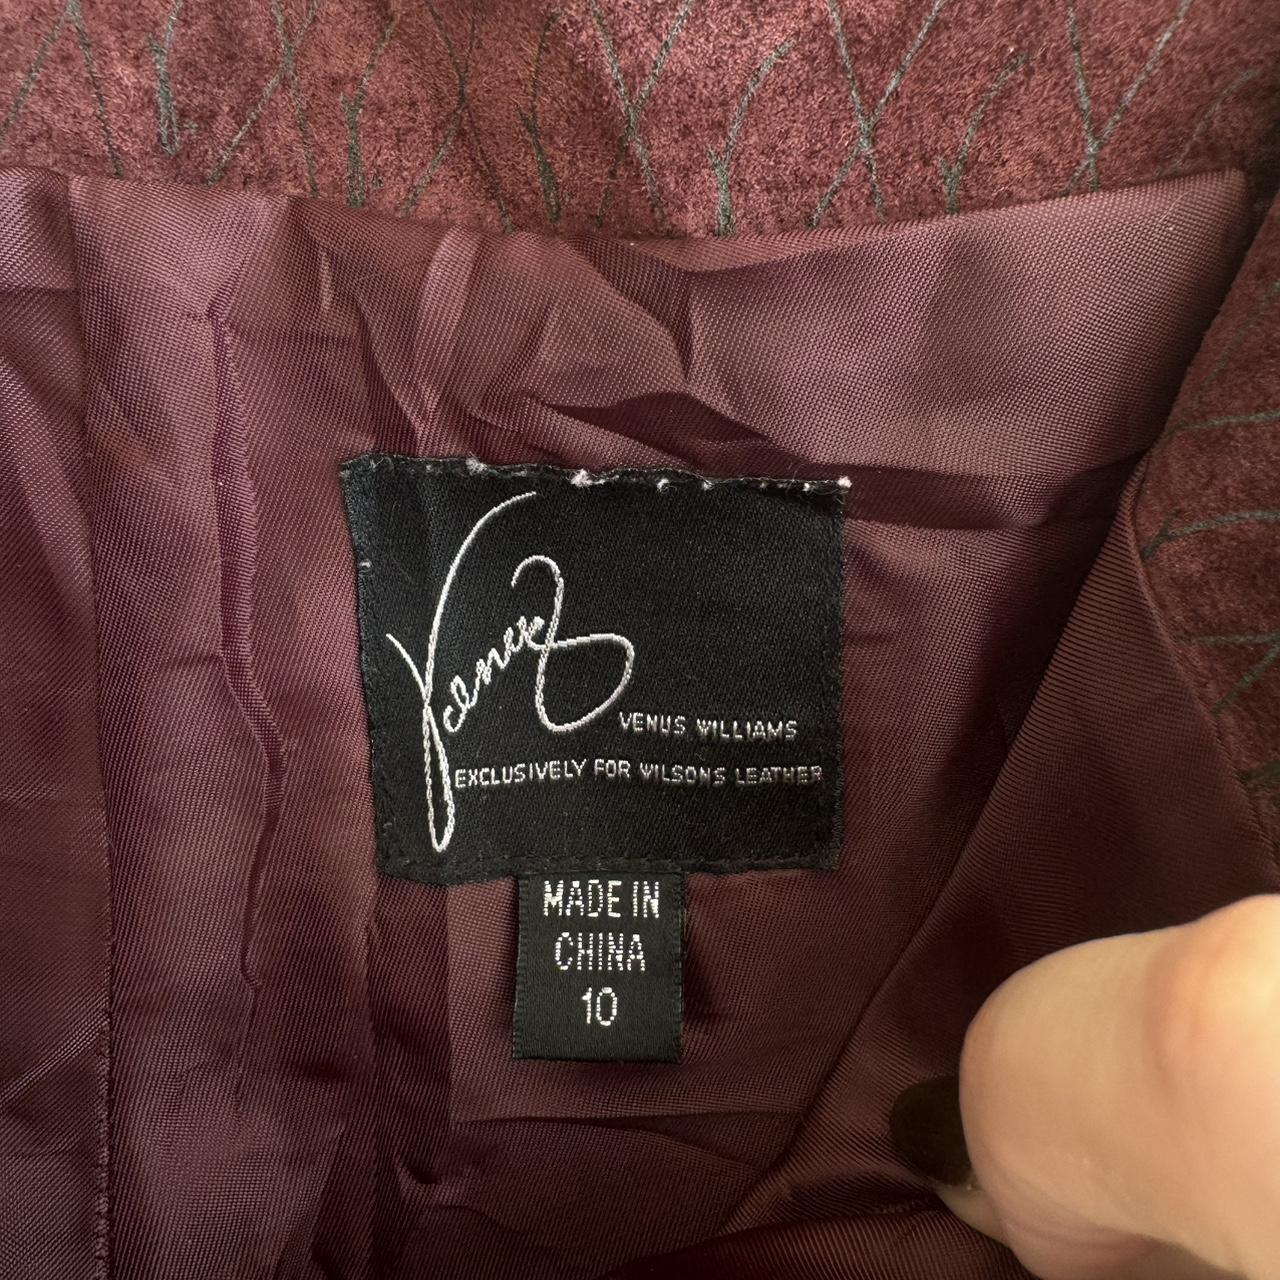 Venus
VENUS WILLIAMS
EXCLUSIVELY FOR WILSONS LEATHER
MADE IN
CHINA
10